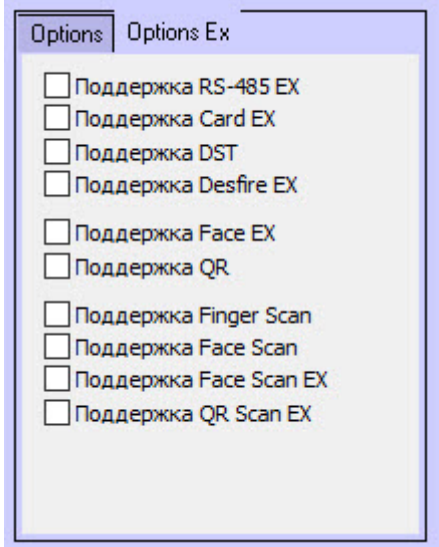 Options Options Ex
Поддержка RS-485 EX
Поддержка Card EX
Поддержка DST
Поддержка Desfire EX
Поддержка Face EX
Поддержка QR
Поддержка Finger Scan
Поддержка Face Scan
Поддержка Face Scan EX
Поддержка QR Scan EX